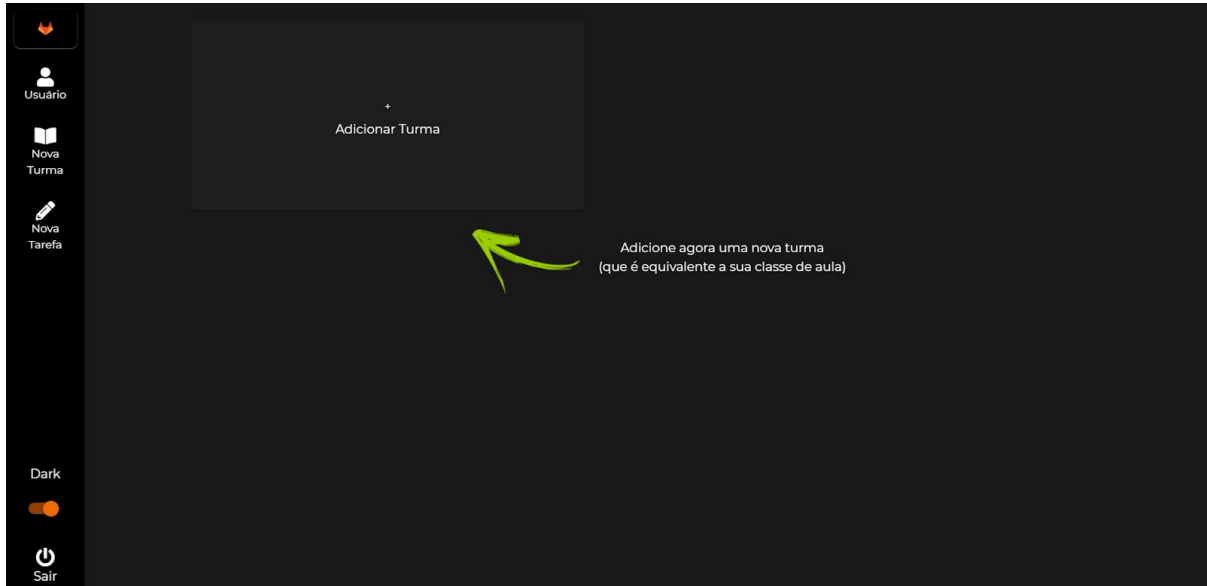 Usuário
Nova
Turma
Nova
Tarefa
Dark
Sair
+
Adicionar Turma
Adicione agora uma nova turma
(que é equivalente a sua classe de aula)